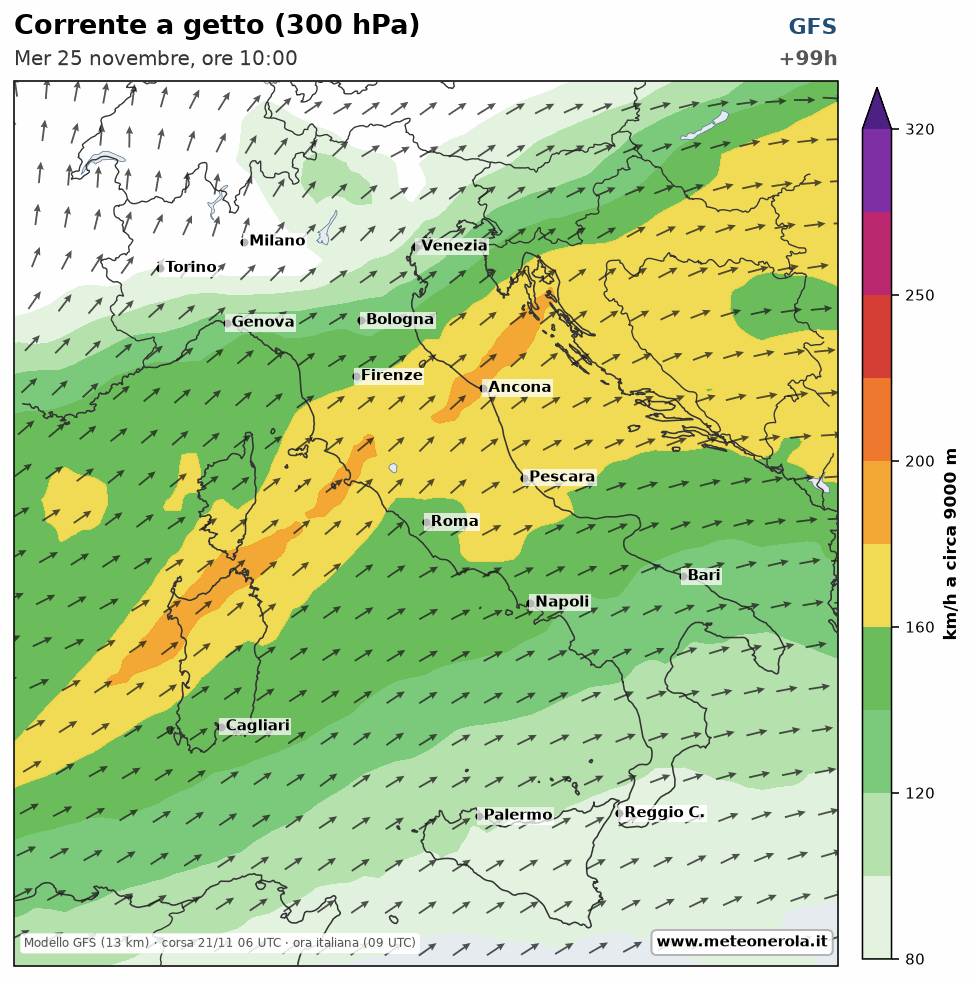 Corrente a getto (300 hPa)
GFS
Mer 25 novembre, ore 10:00
+99h
320
Milano
Venezia
Torino
250
Genova
Bologna
Firenze
Ancona
200
Pescara
km/h a circa 9000 m
Roma
Bari
Napoli
160
Cagliari
120
Palermo
Reggio C.
Modello GFS (13 km) · corsa 21/11 06 UTC · ora italiana (09 UTC)
www.meteonerola.it
80